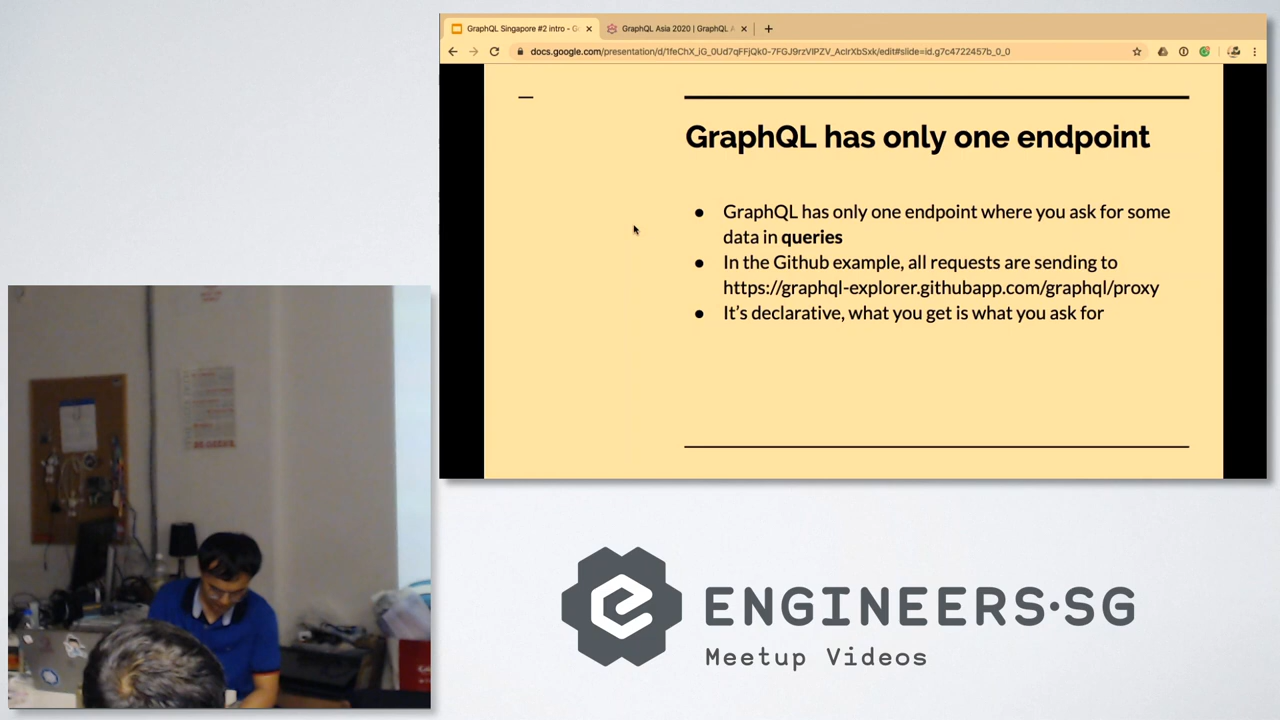 GraphQL Singapore #2 intro - G
GraphQL Asia 2020 | GraphQL A
docs.google.com/presentation/d/1feChX_iG_0Ud7qFFjQk0-7FGJ9rzVlPZV_AcIrXbSxk/edit#slide=id.g7c4722457b_0_0
GraphQL has only one endpoint
● GraphQL has only one endpoint where you ask for some
data in queries
● In the Github example, all requests are sending to
https://graphql-explorer.githubapp.com/graphql/proxy
● It's declarative, what you get is what you ask for
ENGINEERS·SG
Meetup Videos